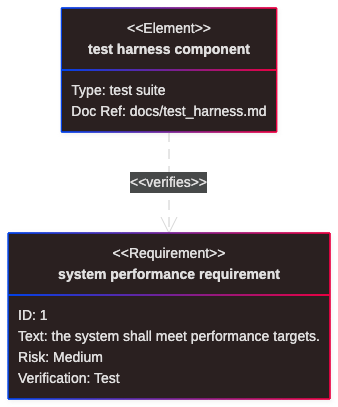 <<Element>>
test harness component
Type: test suite
Doc Ref: docs/test_harness.md
<<verifies>>
<<Requirement>>
system performance requirement
ID: 1
Text: the system shall meet performance targets.
Risk: Medium
Verification: Test